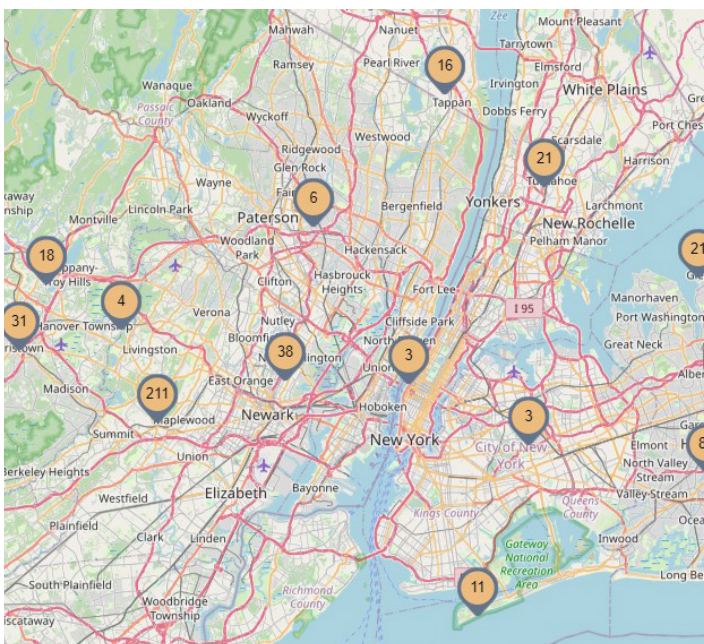 Mahwah
Nanuet
Zee
Mount Pleasant
Tarrytown
Ramsey
Pearl River
16
Elmsford
Wanaque
Irvington
White Plains
Passaic
County
Oakland
Tappan
Dobbs Ferry
Wyckoff
Port Ches
Westwood
Scarsdale
Ridgewood
21
Harrison
Glen Rock
Wayne
6
Yonkers
Larchmont
Lincoln Park
Paterson
Bergenfield
Montville
New Rochelle
Woodland
Park
Hackensack
Pelham Manor
18
21
Troy Hills
Hasbrouck
Heights
Clifton
Fort Lee
4
Manorhaven
I 95
Verona
Port Washington
31
Hanover Township
Nutley
Cliffside Park
Great Neck
Livingston
38
3
Madison
East Orange
211
Hoboken
3
Maplewood
Newark
Summit
New York
City of New
York
Elmont
Union
North Valley
Stream
8
Berkeley Heights
Elizabeth
Bayonne
Valley Stream
Westfield
Kings County
Queens
County
Plainfield
Clark
Linden
Gateway
National
Recreation
Area
Inwood
South Plainfield
Richmond
County
11
Long Be
Woodbridge
Township